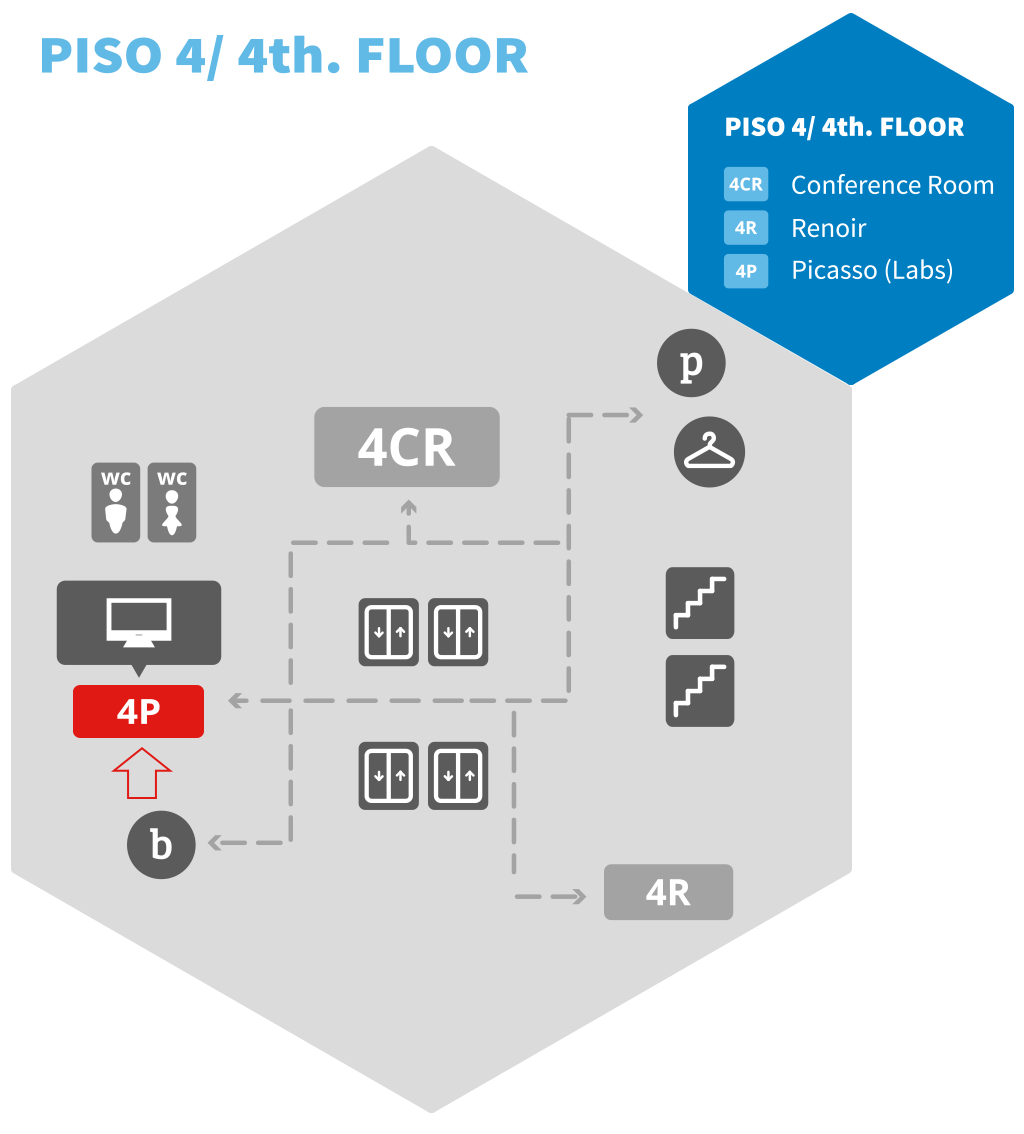 PISO 4/ 4th. FLOOR
PISO 4/ 4th. FLOOR
4CR Conference Room
4R Renoir
4P Picasso (Labs)
p
4CR
wc wc
4P
b
4R